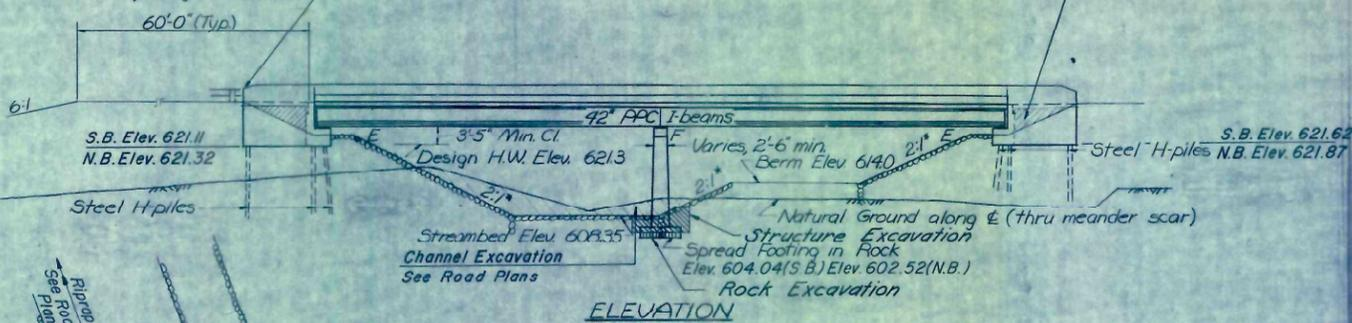 60'-0" (Typ.)
6:1
42" PPC I-beams
S.B. Elev. 621.11
N.B. Elev. 621.32
E
3'-5" Min. Cl.
F
Varies, 2'-6" min.
Berm Elev 614.0
2:1*
S.B. Elev. 621.62
N.B. Elev. 621.87
Steel H-piles
Design H.W. Elev. 621.3
Steel H-piles
2:1*
2:1*
Natural Ground along ℄ (thru meander scar)
Streambed Elev. 608.35
Structure Excavation
Channel Excavation
See Road Plans
Spread Footing in Rock
Elev. 604.04 (S.B.) Elev. 602.52 (N.B.)
Rock Excavation
Riprap
See
ELEVATION